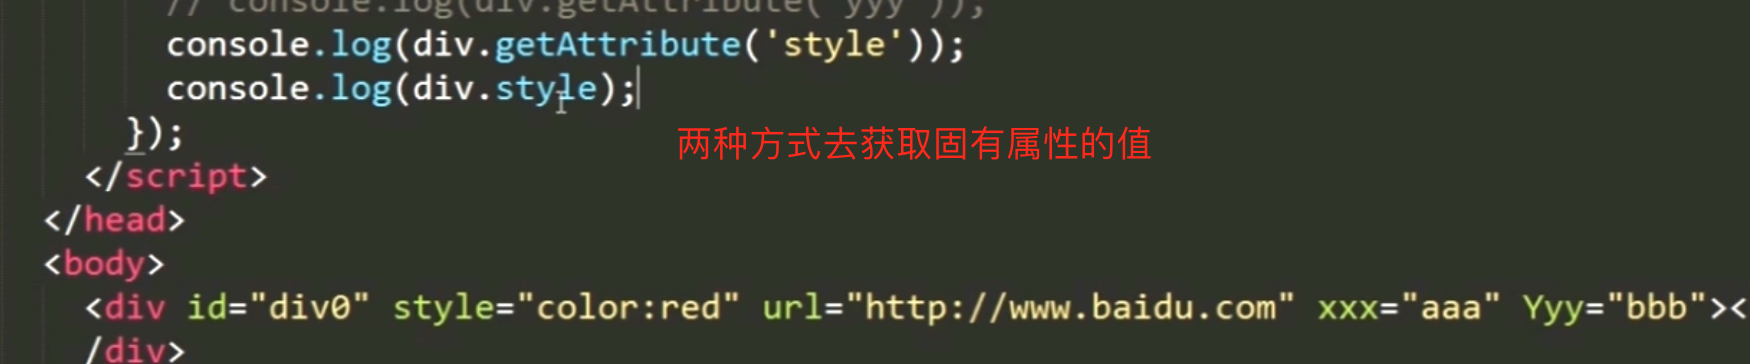 // console.log(div.getAttribute('yyy'));
console.log(div.getAttribute('style'));
console.log(div.style);
});
两种方式去获取固有属性的值
</script>
</head>
<body>
<div id="div0" style="color:red" url="http://www.baidu.com" xxx="aaa" Yyy="bbb"><
/div>